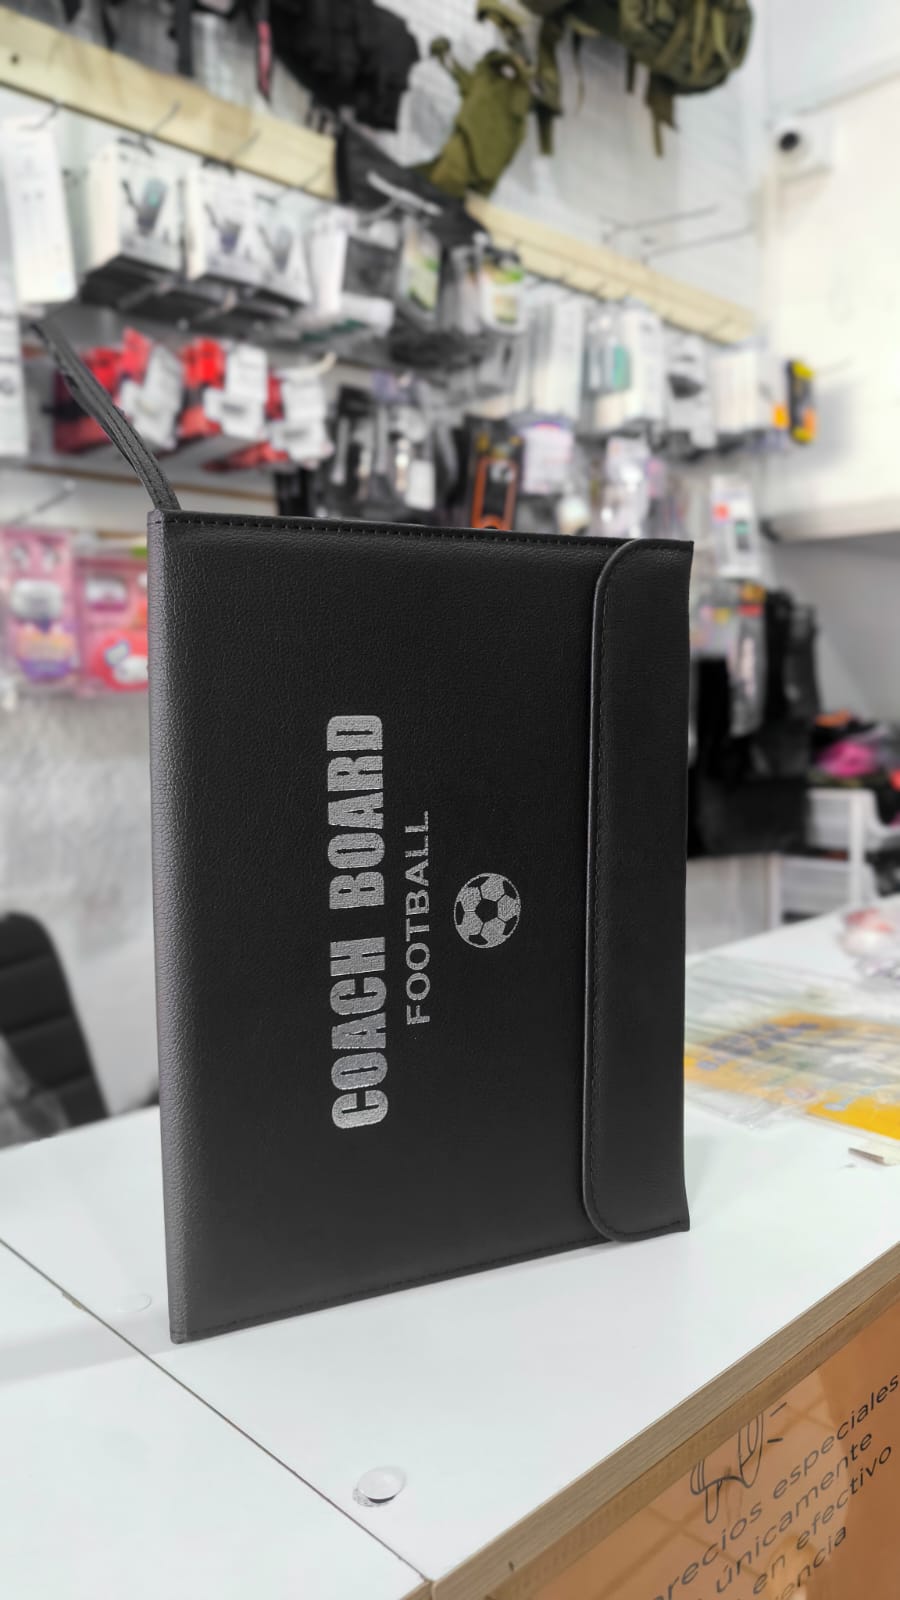 COACH BOARD
FOOTBALL
precios especiales
únicamente
en efectivo